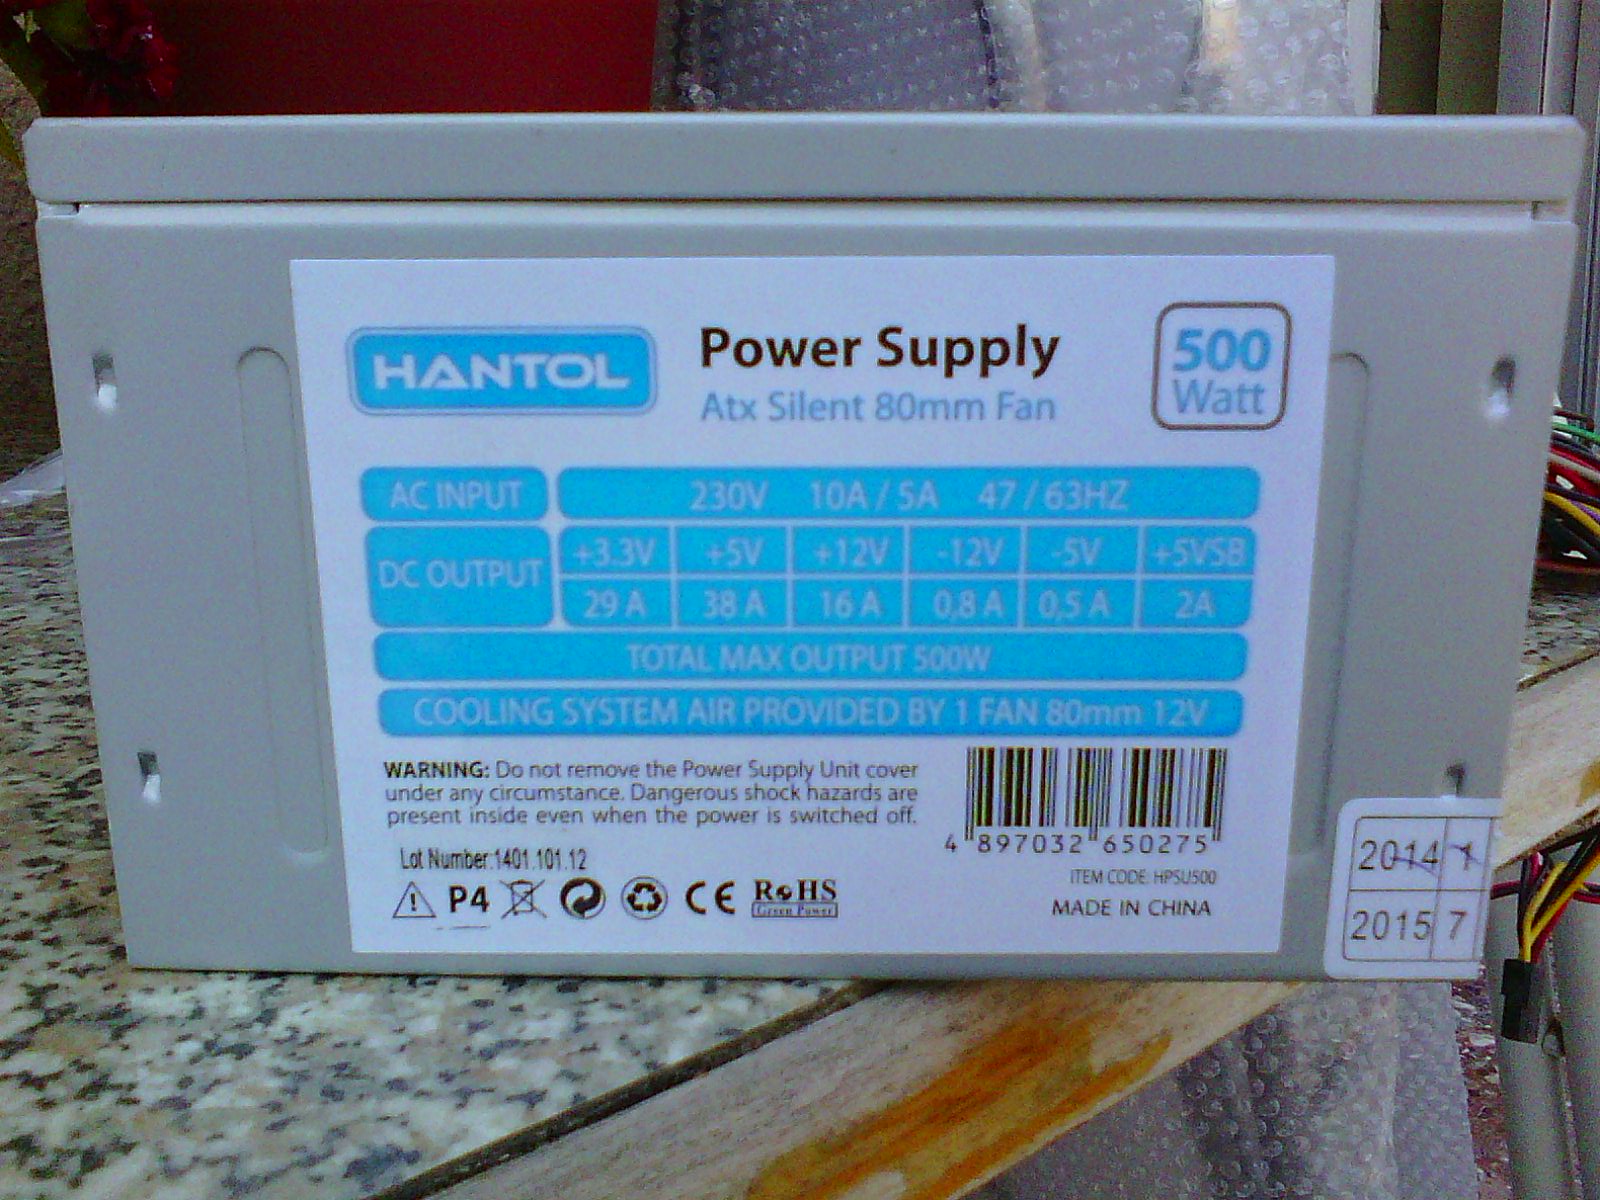 HANTOL
Power Supply
Atx Silent 80mm Fan
500
Watt
AC INPUT 230V 10A / 5A 47 / 63HZ
DC OUTPUT
+3.3V +5V +12V -12V -5V +5VSB
29 A 38 A 16 A 0,8 A 0,5 A 2A
TOTAL MAX OUTPUT 500W
COOLING SYSTEM AIR PROVIDED BY 1 FAN 80mm 12V
WARNING: Do not remove the Power Supply Unit cover
under any circumstance. Dangerous shock hazards are
present inside even when the power is switched off.
Lot Number:1401.101.12
P4 CE RoHS
Green Power
4 897032 650275
ITEM CODE: HPSU500
MADE IN CHINA
2014 1
2015 7